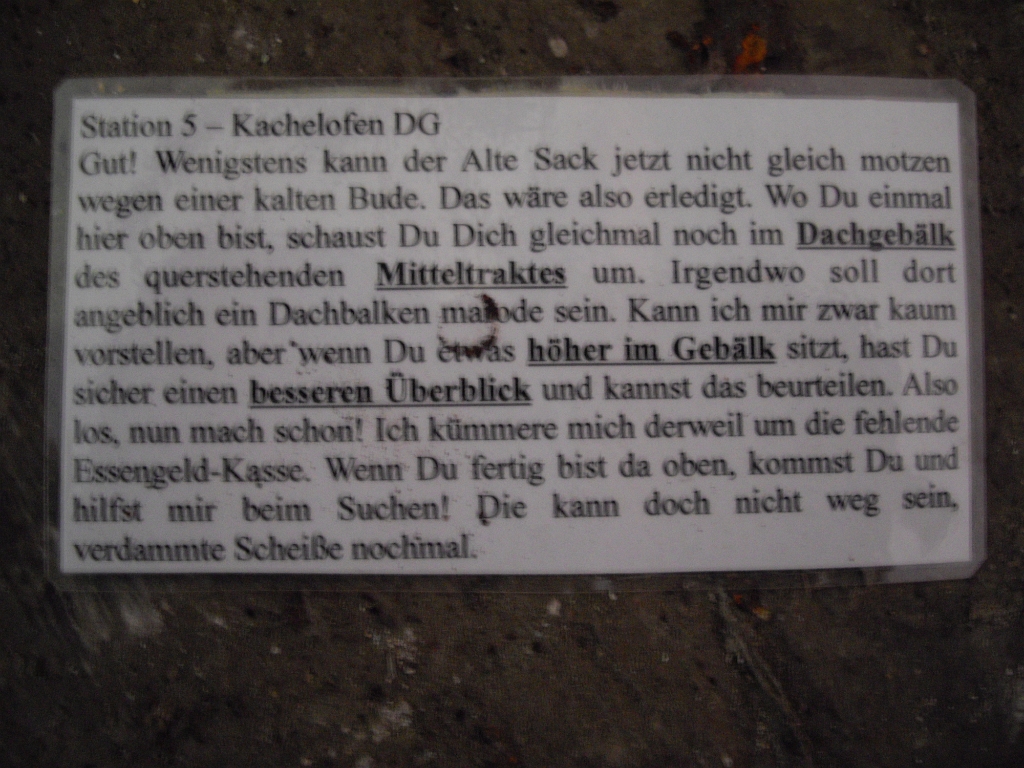 Station 5 – Kachelofen DG
Gut! Wenigstens kann der Alte Sack jetzt nicht gleich motzen
wegen einer kalten Bude. Das wäre also erledigt. Wo Du einmal
hier oben bist, schaust Du Dich gleichmal noch im Dachgebälk
des querstehenden Mitteltraktes um. Irgendwo soll dort
angeblich ein Dachbalken marode sein. Kann ich mir zwar kaum
vorstellen, aber wenn Du etwas höher im Gebälk sitzt, hast Du
sicher einen besseren Überblick und kannst das beurteilen. Also
los, nun mach schon! Ich kümmere mich derweil um die fehlende
Essengeld-Kasse. Wenn Du fertig bist da oben, kommst Du und
hilfst mir beim Suchen! Die kann doch nicht weg sein,
verdammte Scheiße nochmal.